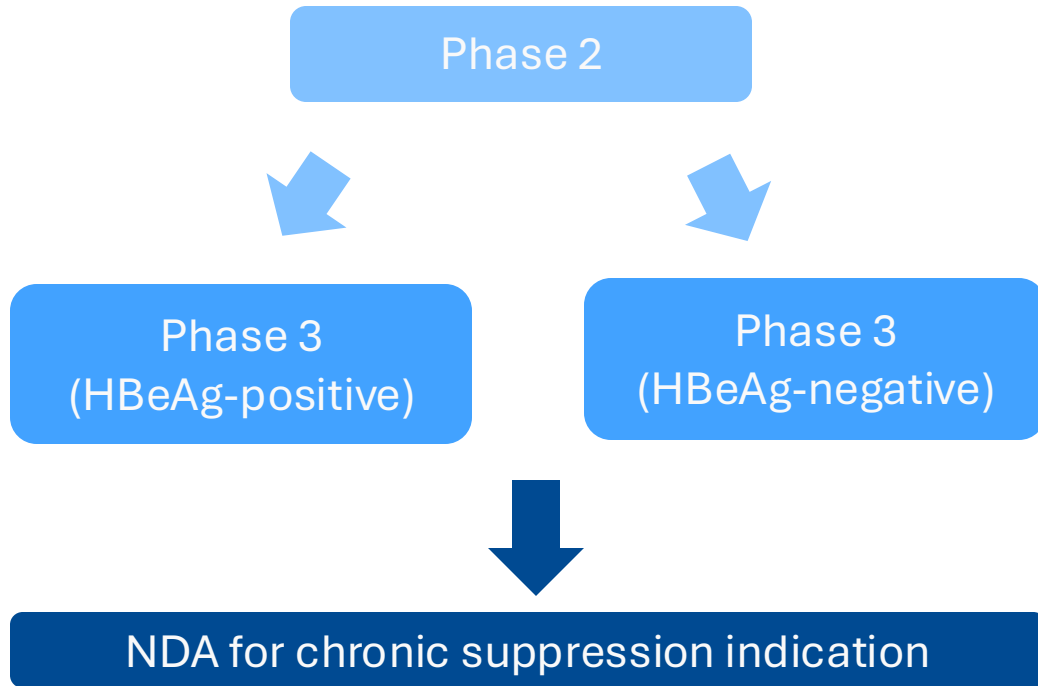 Phase 2
Phase 3
(HBeAg-positive)
Phase 3
(HBeAg-negative)
NDA for chronic suppression indication